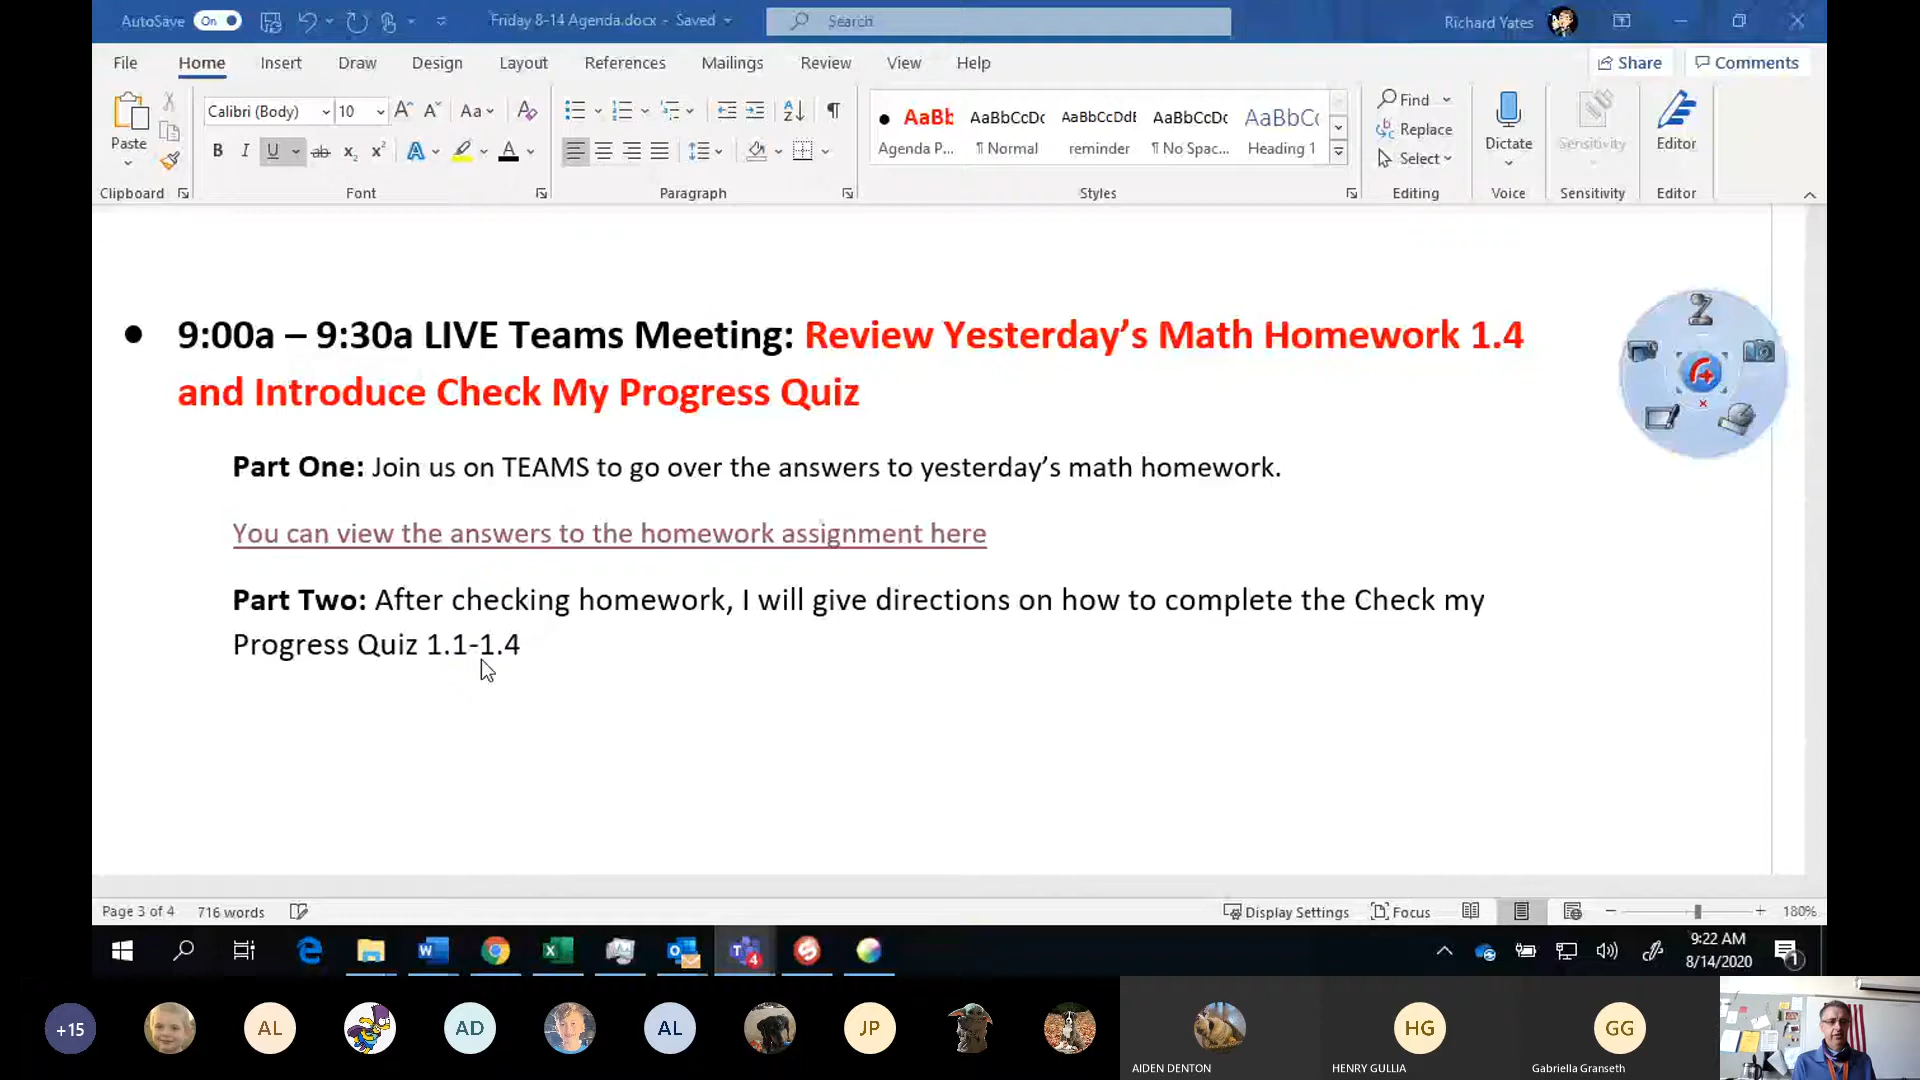 AutoSave On Friday 8-14 Agenda.docx - Saved Search Richard Yates
File Home Insert Draw Design Layout References Mailings Review View Help Share Comments
Calibri (Body) 10 Aa AaBb AaBbCcDc AaBbCcDdE AaBbCcDc AaBbCc Find
Paste Replace
B I U ab x₂ x² A A Agenda P... ¶ Normal reminder ¶ No Spac... Heading 1 Select Dictate Sensitivity Editor
Clipboard Font Paragraph Styles Editing Voice Sensitivity Editor
• 9:00a – 9:30a LIVE Teams Meeting: Review Yesterday’s Math Homework 1.4
and Introduce Check My Progress Quiz
Part One: Join us on TEAMS to go over the answers to yesterday’s math homework.
You can view the answers to the homework assignment here
Part Two: After checking homework, I will give directions on how to complete the Check my
Progress Quiz 1.1-1.4
Page 3 of 4 716 words Display Settings Focus 180%
9:22 AM
8/14/2020
4
1
+15 AL AD AL JP HG GG
AIDEN DENTON HENRY GULLIA Gabriella Granseth